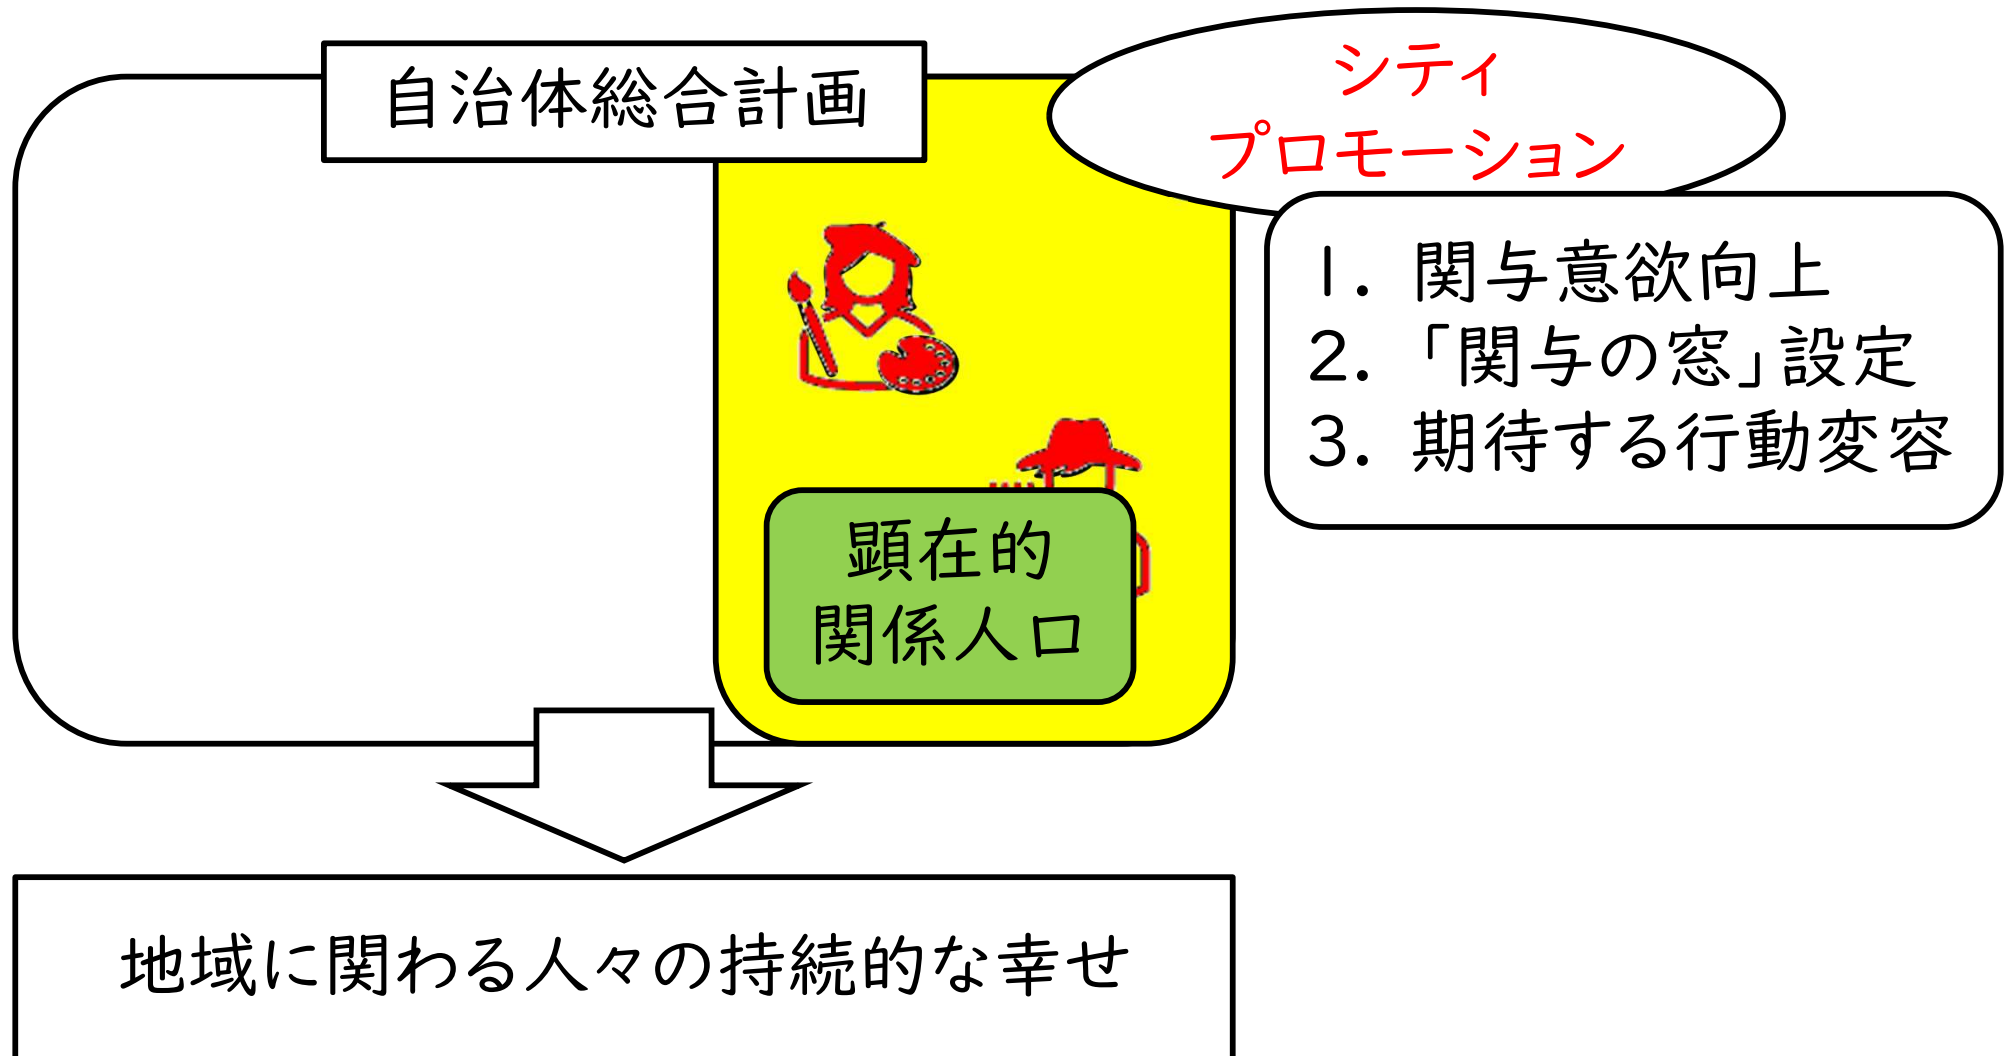 自治体総合計画
シティ
プロモーション
1. 関与意欲向上
2. 「関与の窓」設定
3. 期待する行動変容
顕在的
関係人口
地域に関わる人々の持続的な幸せ